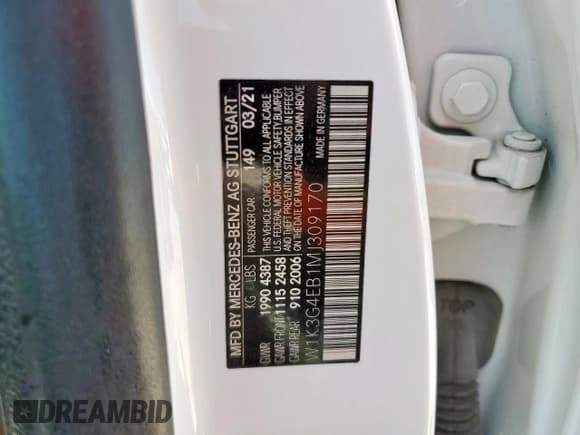 MFD BY MERCEDES-BENZ AG STUTTGART
KG LBS PASSENGER CAR 149 03/21
GVWR 1990 4387 THIS VEHICLE CONFORMS TO ALL APPLICABLE
GAWR FRONT 1115 2458 U.S. FEDERAL MOTOR VEHICLE SAFETY, BUMPER
GAWR REAR 910 2006 AND THEFT PREVENTION STANDARDS IN EFFECT
ON THE DATE OF MANUFACTURE SHOWN ABOVE
W1K3G4EB1MJ309170 MADE IN GERMANY
DREAMBID